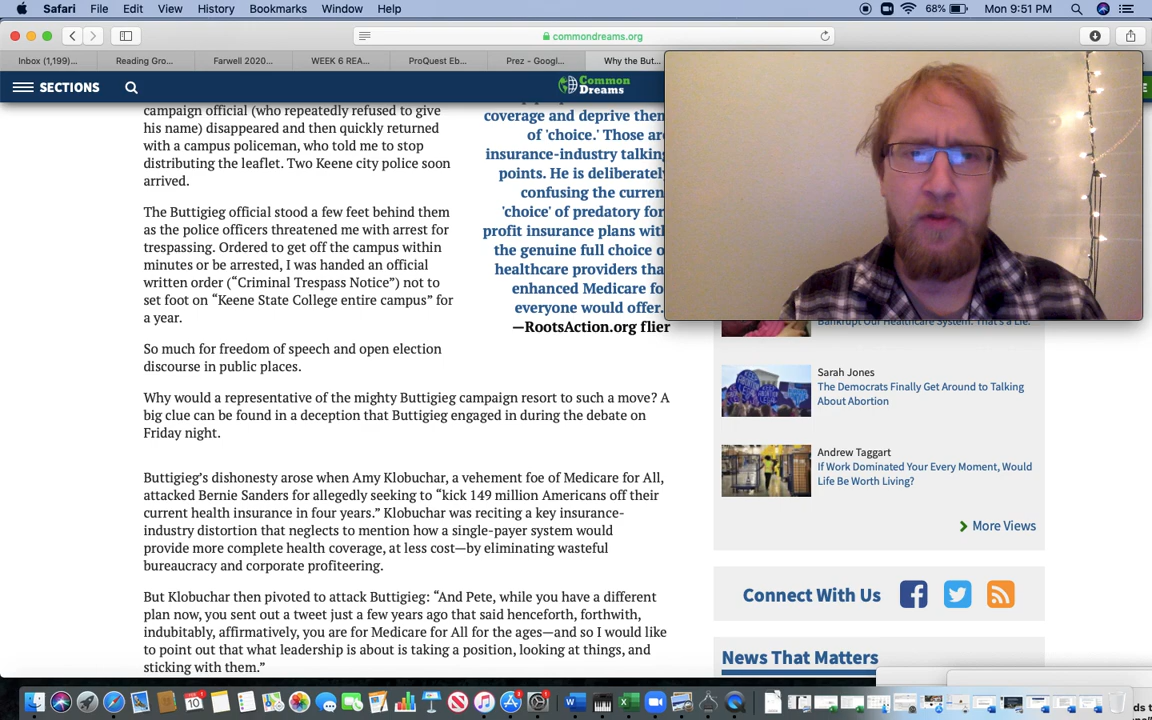 Safari File Edit View History Bookmarks Window Help
68% Mon 9:51 PM
commondreams.org
Inbox (1,199)... Reading Gro... Farwell 2020... WEEK 6 REA... ProQuest Eb... Prez - Googl... Why the But...
SECTIONS
Common
Dreams
campaign official (who repeatedly refused to give
his name) disappeared and then quickly returned
with a campus policeman, who told me to stop
distributing the leaflet. Two Keene city police soon
arrived.
The Buttigieg official stood a few feet behind them
as the police officers threatened me with arrest for
trespassing. Ordered to get off the campus within
minutes or be arrested, I was handed an official
written order (“Criminal Trespass Notice”) not to
set foot on “Keene State College entire campus” for
a year.
So much for freedom of speech and open election
discourse in public places.
coverage and deprive them
of 'choice.' Those are
insurance-industry talking
points. He is deliberately
confusing the curren
'choice' of predatory for
profit insurance plans with
the genuine full choice o
healthcare providers tha
enhanced Medicare fo
everyone would offer.
—RootsAction.org flier
Why would a representative of the mighty Buttigieg campaign resort to such a move? A
big clue can be found in a deception that Buttigieg engaged in during the debate on
Friday night.
Buttigieg’s dishonesty arose when Amy Klobuchar, a vehement foe of Medicare for All,
attacked Bernie Sanders for allegedly seeking to “kick 149 million Americans off their
current health insurance in four years.” Klobuchar was reciting a key insurance-
industry distortion that neglects to mention how a single-payer system would
provide more complete health coverage, at less cost—by eliminating wasteful
bureaucracy and corporate profiteering.
But Klobuchar then pivoted to attack Buttigieg: “And Pete, while you have a different
plan now, you sent out a tweet just a few years ago that said henceforth, forthwith,
indubitably, affirmatively, you are for Medicare for All for the ages—and so I would like
to point out that what leadership is about is taking a position, looking at things, and
sticking with them.”
Bankrupt Our Healthcare System. That's a Lie.
Sarah Jones
The Democrats Finally Get Around to Talking
About Abortion
Andrew Taggart
If Work Dominated Your Every Moment, Would
Life Be Worth Living?
More Views
Connect With Us
News That Matters